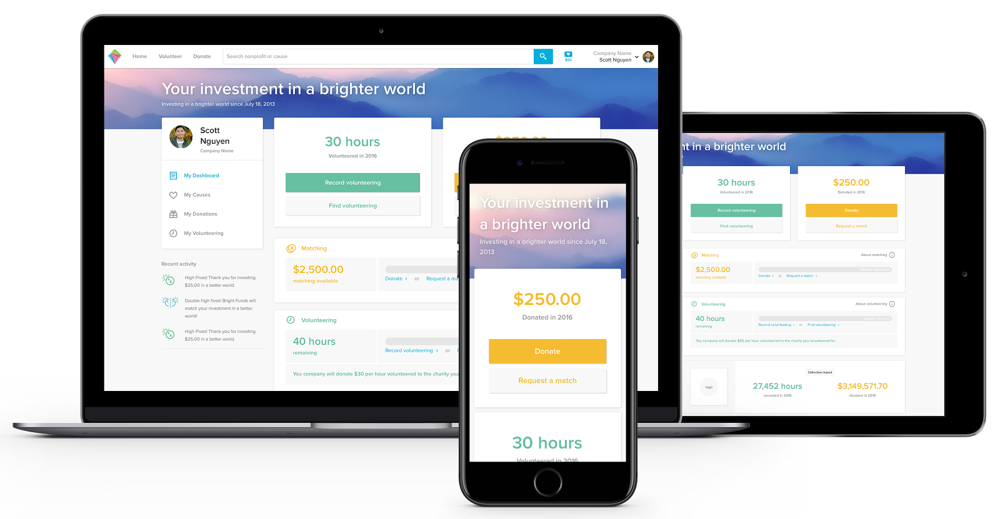 Home
Volunteer
Donate
Search nonprofit or cause
$60
Company Name
Scott Nguyen
Your investment in a brighter world
Investing in a brighter world since July 18, 2013
Scott
Nguyen
Company Name
My Dashboard
My Causes
My Donations
My Volunteering
Recent activity
High Fives! Thank you for investing
$25.00 in a better world.
Double high fives! Bright Funds will
match your investment in a better
world!
High Fives! Thank you for investing
$25.00 in a better world.
30 hours
Volunteered in 2016
Record volunteering
Find volunteering
$250.00
2 Matching
$2,500.00
matching available
Donate › or Request a ma
Volunteering
40 hours
remaining
Record volunteering › or F
You company will donate $30 per hour volunteered to the charity you
Your investment in
a brighter world
Investing in a brighter world since July 18,
2013
$250.00
Donated in 2016
Donate
Request a match
30 hours
Volunteered in 2016
nt in a brighter world
30 hours
Volunteered in 2016
Record volunteering
Find volunteering
$250.00
Donated in 2016
Donate
Request a match
Matching
About matching i
$2,500.00
matching available
Donate › or Request a match ›
Volunteering
About volunteering i
40 hours
remaining
Record volunteering › or Find volunteering ›
You company will donate $30 per hour volunteered to the charity you volunteered for.
logo
Collective impact
27,452 hours
recorded in 2016
$3,149,571.70
donated in 2016